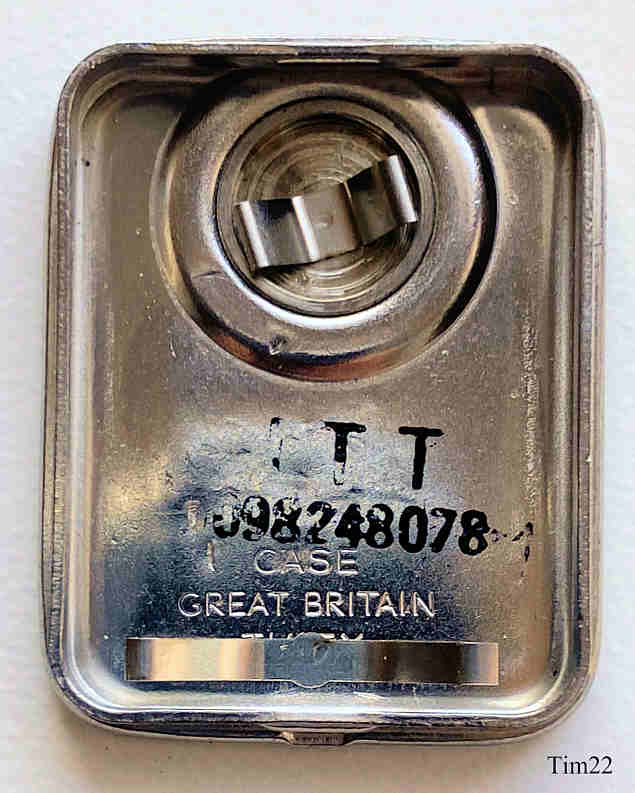 T T
098248078
CASE
GREAT BRITAIN
Tim22